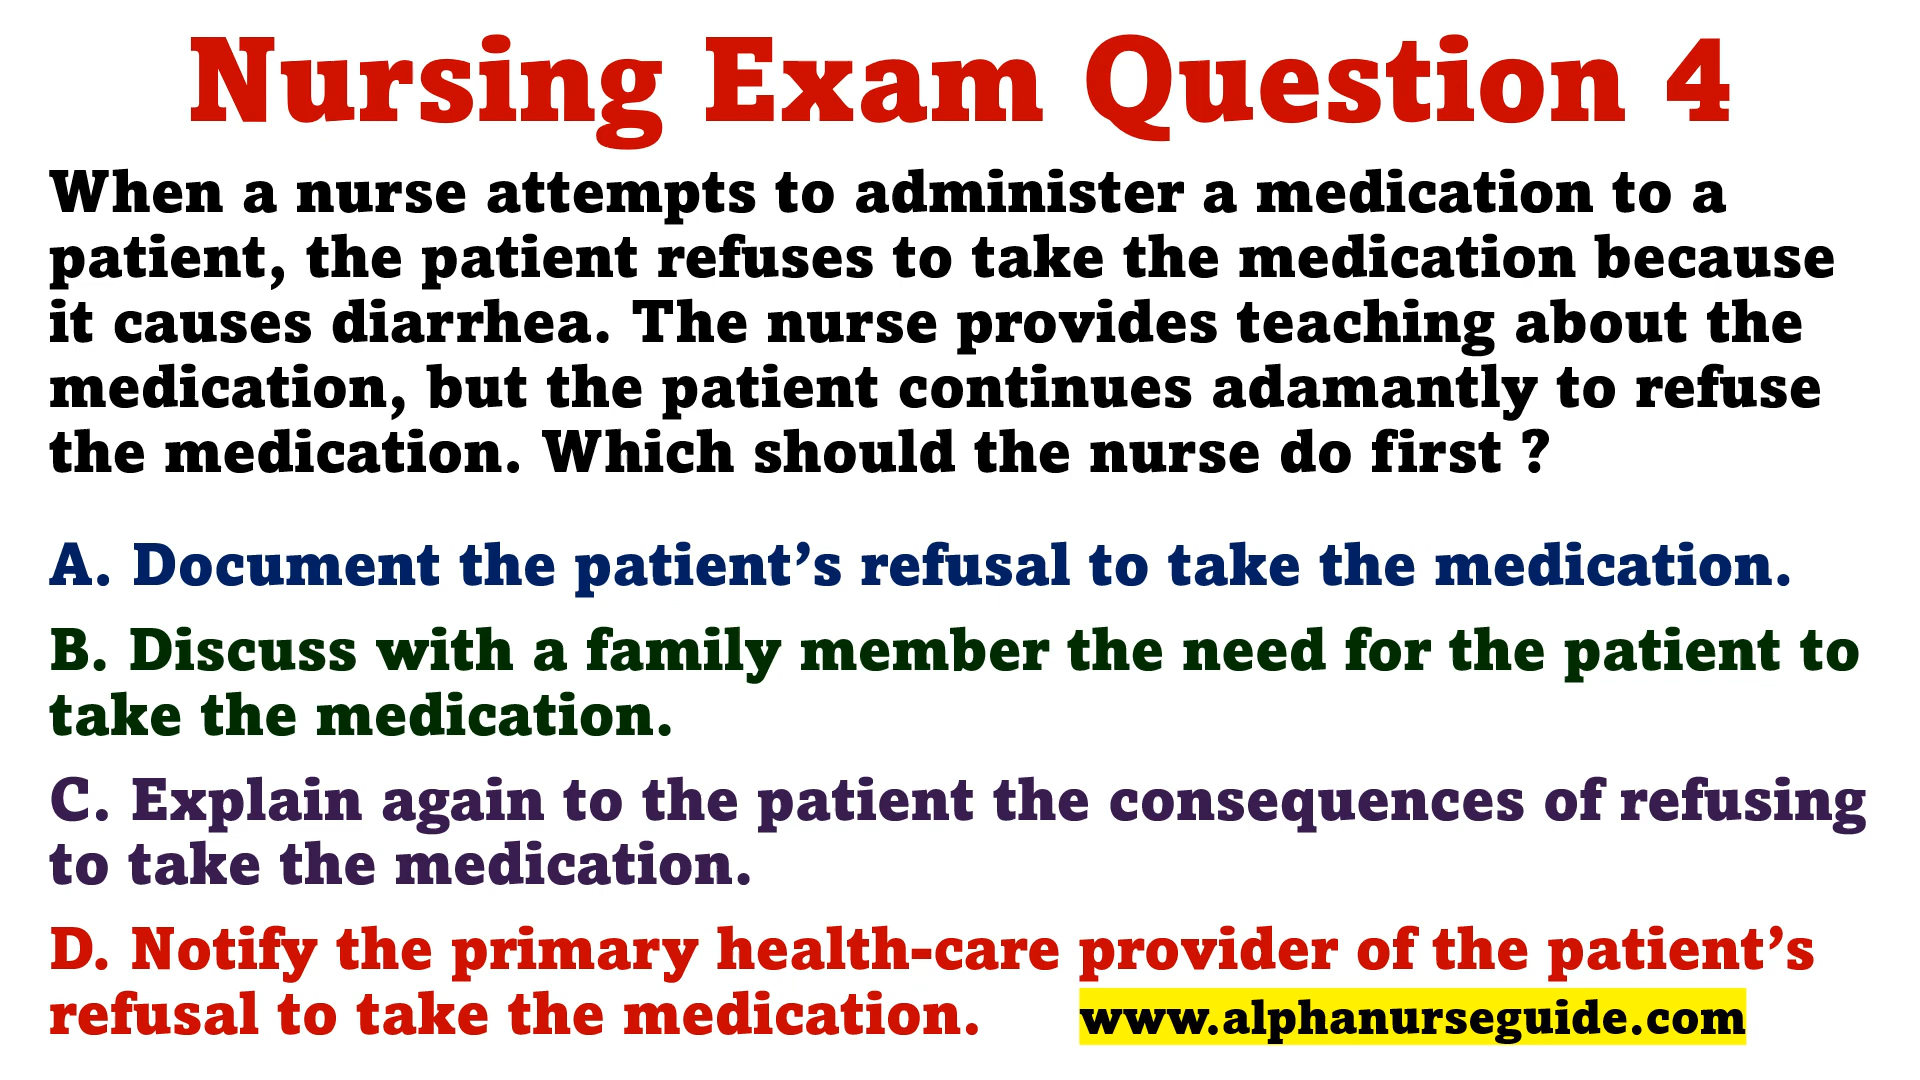 Nursing Exam Question 4
When a nurse attempts to administer a medication to a
patient, the patient refuses to take the medication because
it causes diarrhea. The nurse provides teaching about the
medication, but the patient continues adamantly to refuse
the medication. Which should the nurse do first ?
A. Document the patient’s refusal to take the medication.
B. Discuss with a family member the need for the patient to
take the medication.
C. Explain again to the patient the consequences of refusing
to take the medication.
D. Notify the primary health-care provider of the patient’s
refusal to take the medication. www.alphanurseguide.com